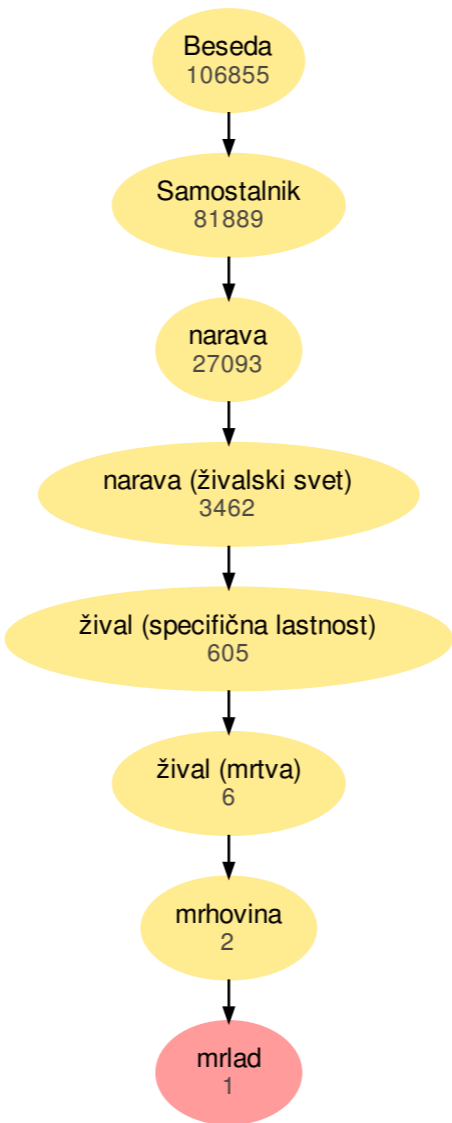 Beseda
106855
Samostalnik
81889
narava
27093
narava (živalski svet)
3462
žival (specifična lastnost)
605
žival (mrtva)
6
mrhovina
2
mrlad
1